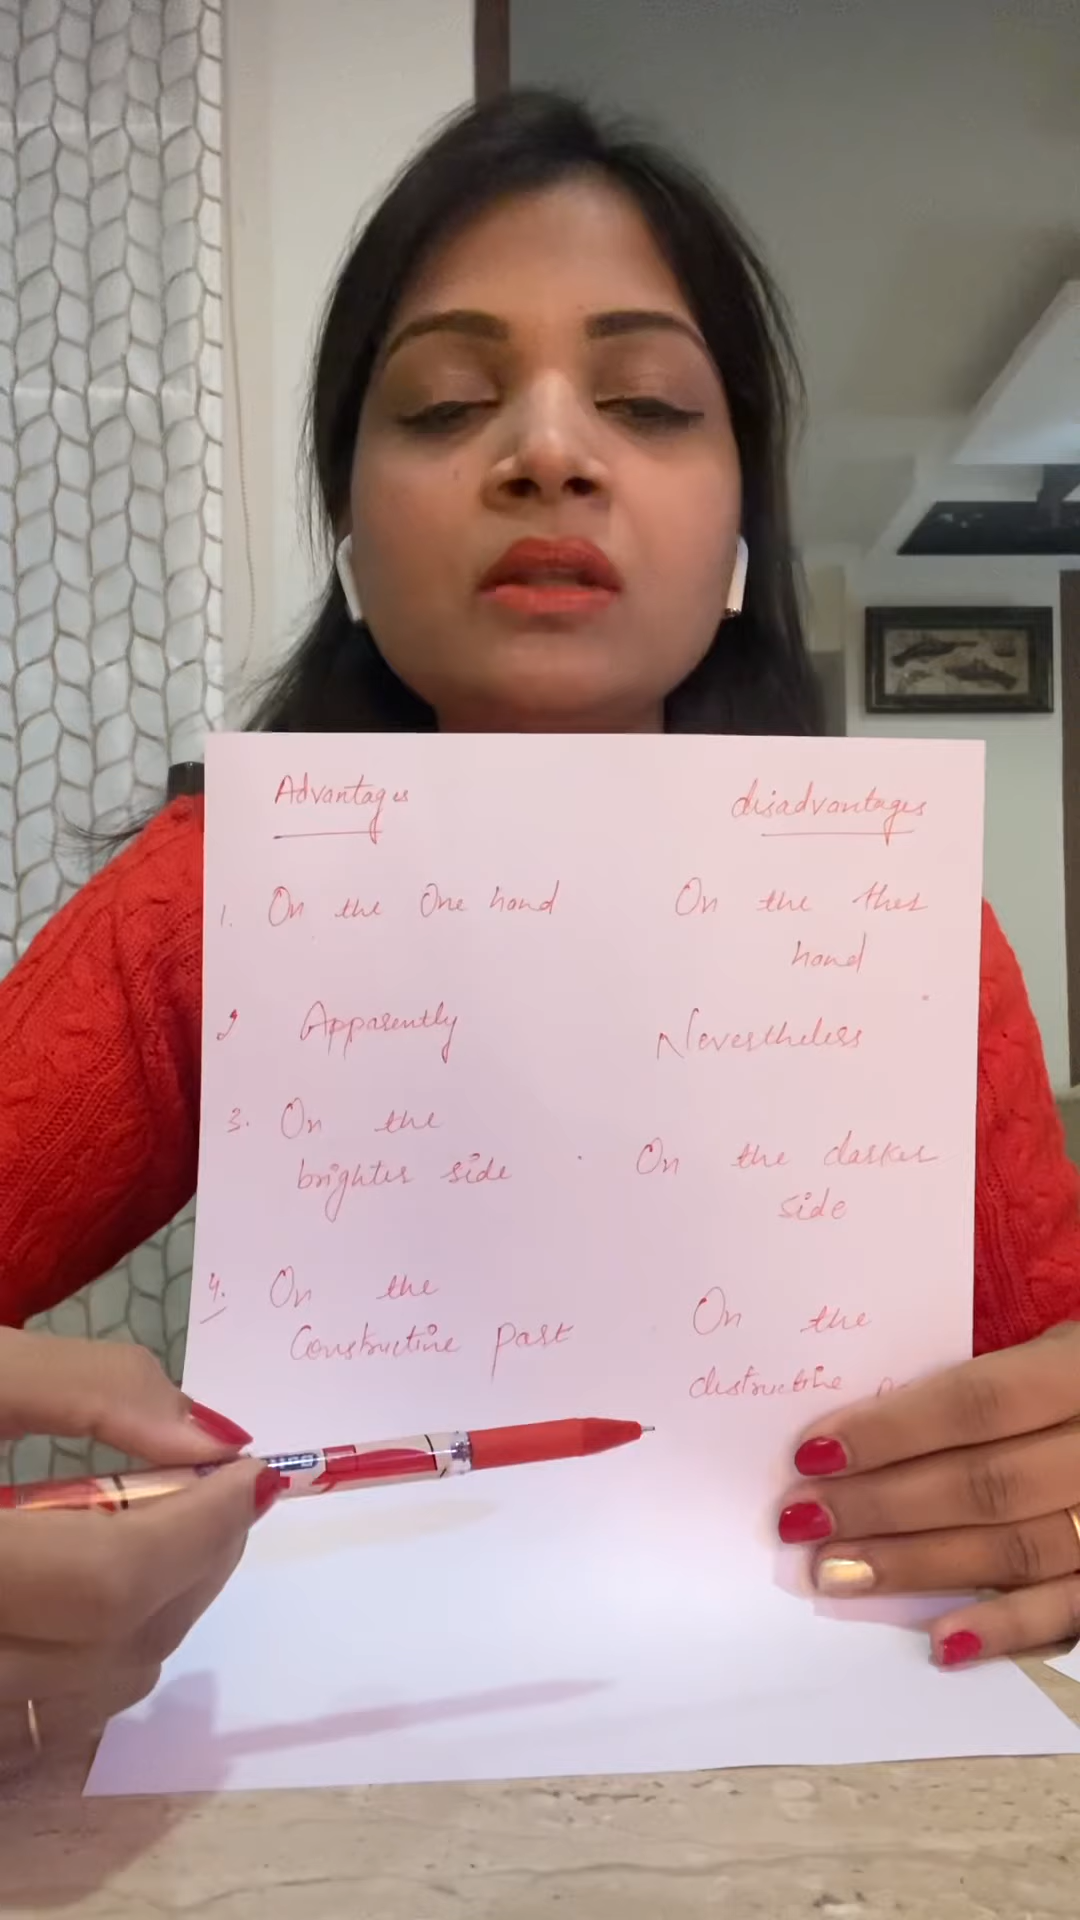 Advantages
disadvantages
1. On the One hand
On the ther
hand
2 Apparently
Nevertheless
3. On the
brighter side
On the darker
side
4. On the
Constructive part
On the
destructive